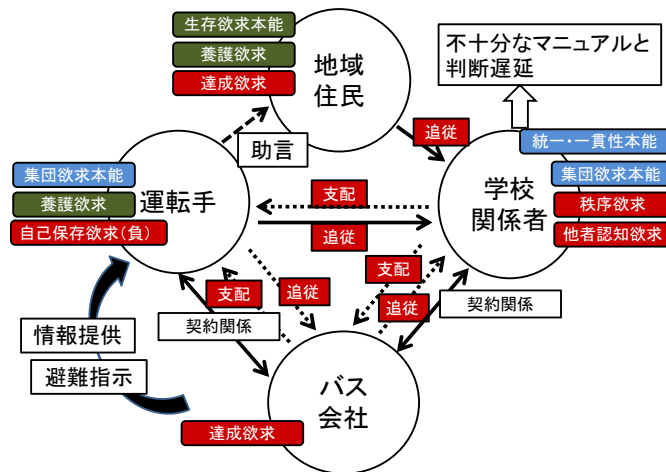 生存欲求本能
養護欲求
達成欲求
地域
住民
不十分なマニュアルと
判断遅延
助言
追従
統一・一貫性本能
集団欲求本能
秩序欲求
他者認知欲求
学校
関係者
集団欲求本能
養護欲求
自己保存欲求(負)
運転手
支配
追従
支配
追従
支配
追従
契約関係
契約関係
情報提供
避難指示
バス
会社
達成欲求